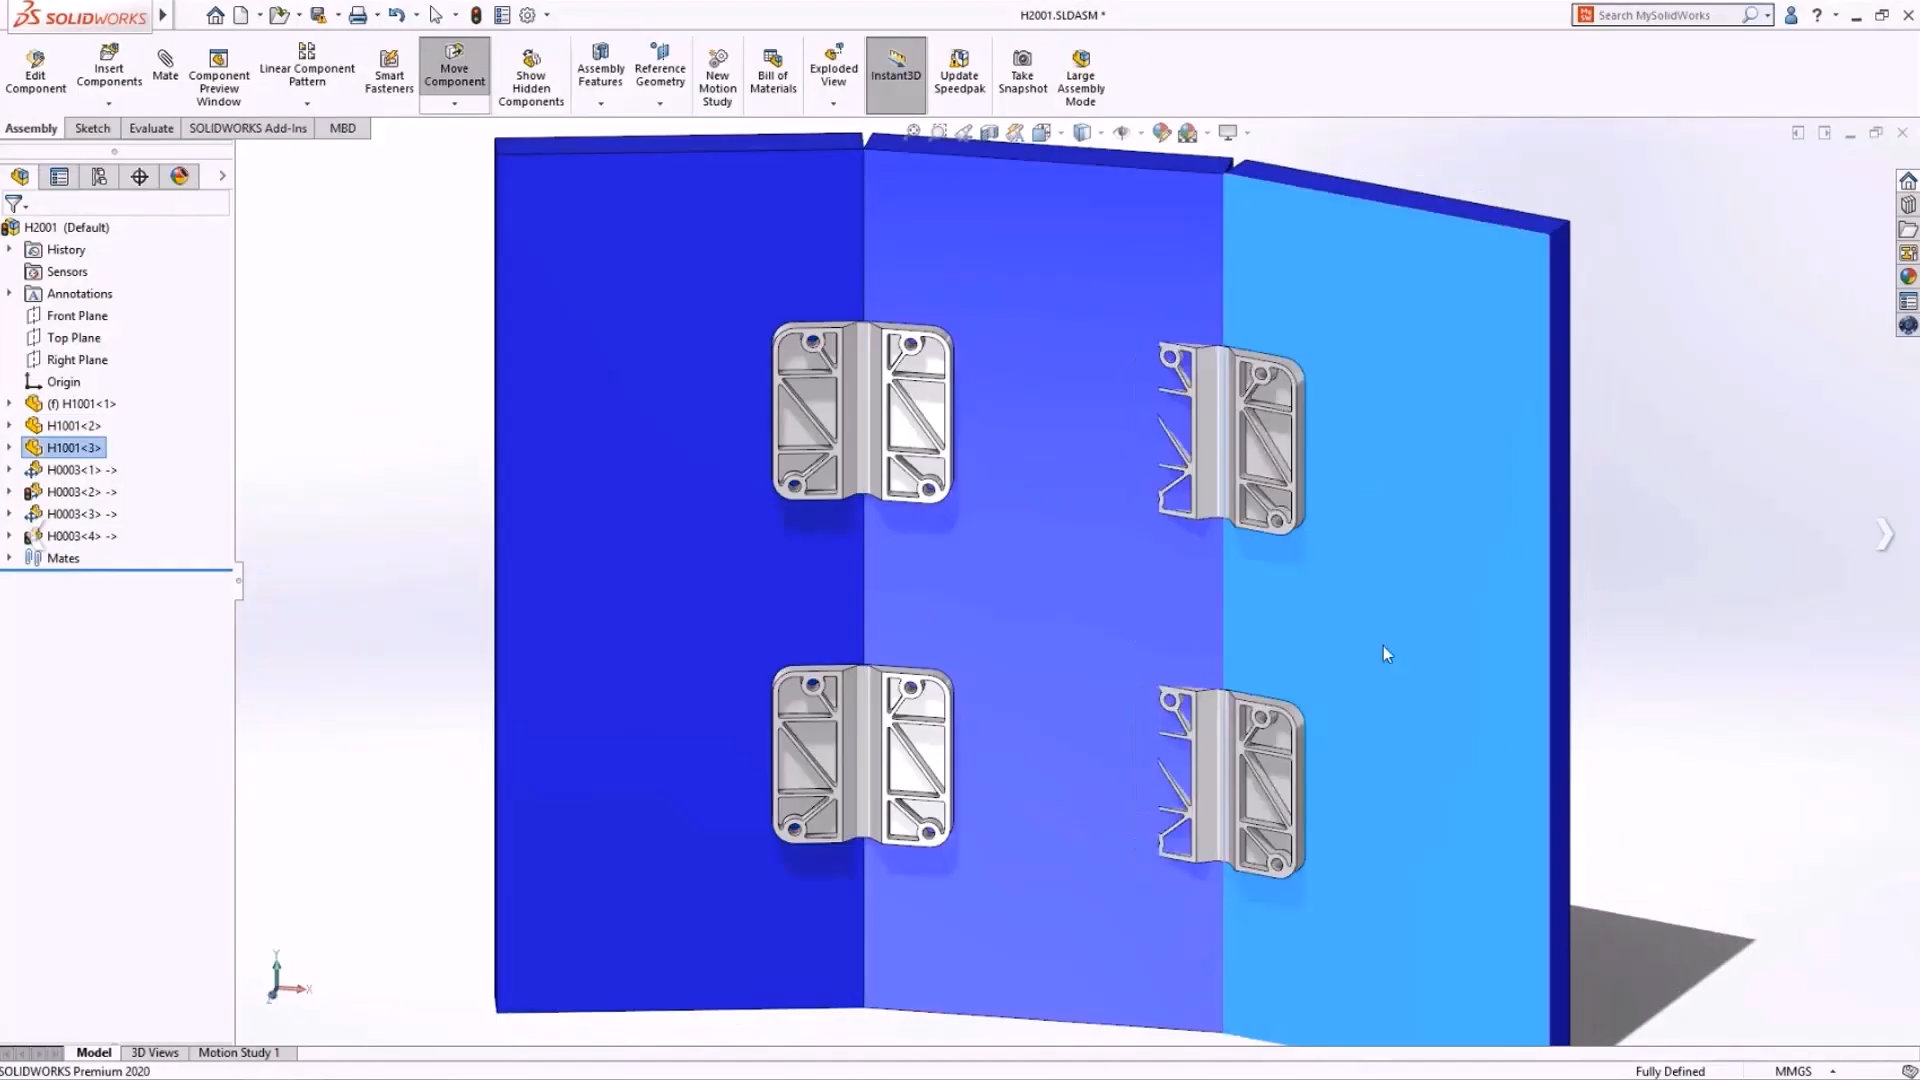 SOLIDWORKS
H2001.SLDASM *
Search MySolidWorks
Edit Component
Insert Components
Mate
Component Preview Window
Linear Component Pattern
Smart Fasteners
Move Component
Show Hidden Components
Assembly Features
Reference Geometry
New Motion Study
Bill of Materials
Exploded View
Instant3D
Update Speedpak
Take Snapshot
Large Assembly Mode
Assembly
Sketch
Evaluate
SOLIDWORKS Add-Ins
MBD
H2001 (Default)
History
Sensors
Annotations
Front Plane
Top Plane
Right Plane
Origin
(f) H1001<1>
H1001<2>
H1001<3>
H0003<1> ->
H0003<2> ->
H0003<3> ->
H0003<4> ->
Mates
Y
X
Z
Model
3D Views
Motion Study 1
SOLIDWORKS Premium 2020
Fully Defined
MMGS